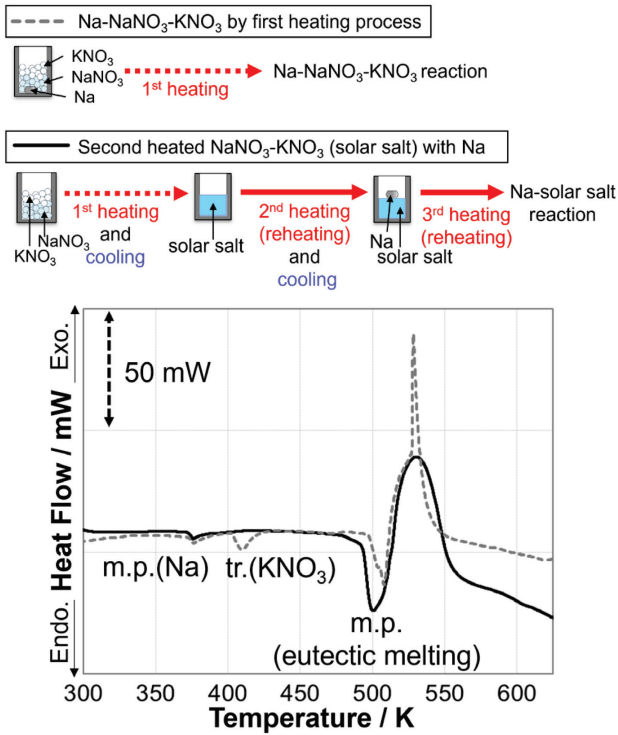 Na-NaNO₃-KNO₃ by first heating process
KNO₃
NaNO₃
Na
1st heating
Na-NaNO₃-KNO₃ reaction
Second heated NaNO₃-KNO₃ (solar salt) with Na
NaNO₃
KNO₃
1st heating
and
cooling
solar salt
2nd heating
(reheating)
and
cooling
Na
solar salt
3rd heating
(reheating)
Na-solar salt
reaction
Exo.
Heat Flow / mW
Endo.
50 mW
m.p.(Na)
tr.(KNO₃)
m.p.
(eutectic melting)
300 350 400 450 500 550 600
Temperature / K